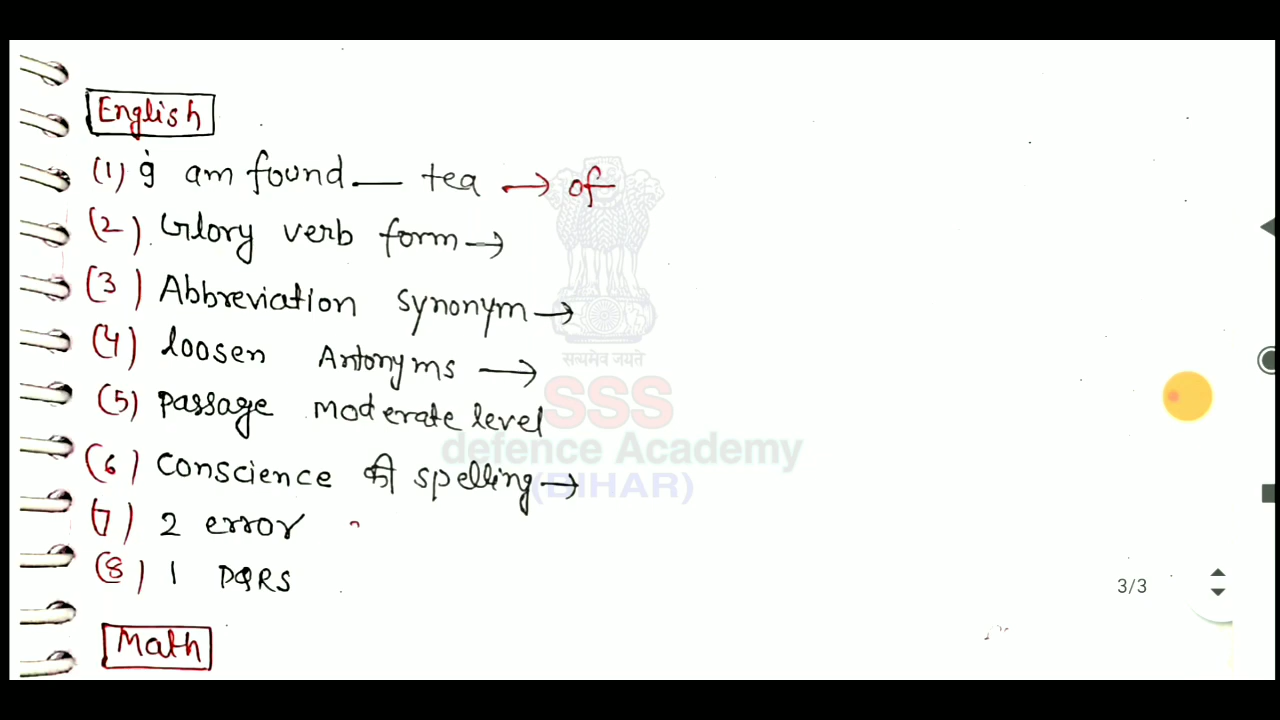 English
(1) I am found __ tea → of
(2) Glory verb form →
(3) Abbreviation synonym →
(4) loosen Antonyms →
सत्यमेव जयते
SSS
(5) passage moderate level
defence Academy
(6) Conscience की spelling →
(BIHAR)
(7) 2 error
(8) 1 PQRS
3/3
Math